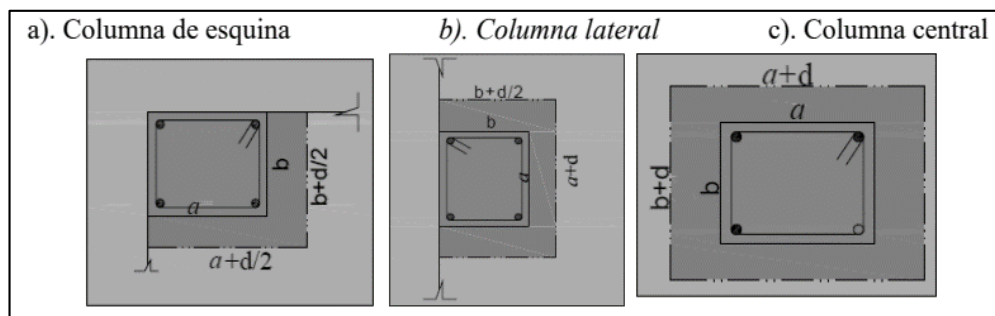 a). Columna de esquina
b). Columna lateral
c). Columna central
b
b+d/2
a
a+d/2
b+d/2
b
a
a+d
a+d
a
b+d
b